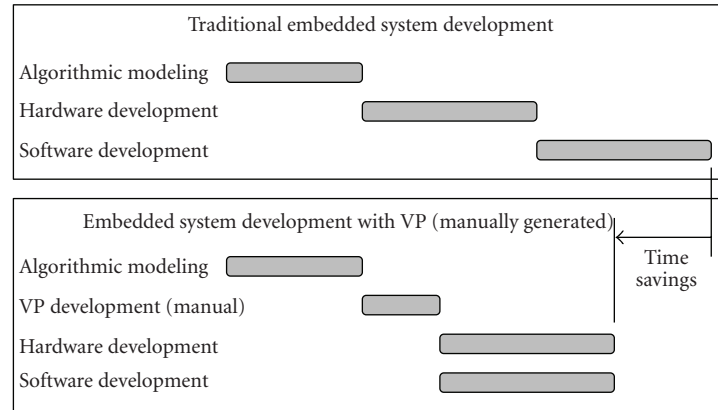 Traditional embedded system development
Algorithmic modeling
Hardware development
Software development
Embedded system development with VP (manually generated)
Time
savings
Algorithmic modeling
VP development (manual)
Hardware development
Software development